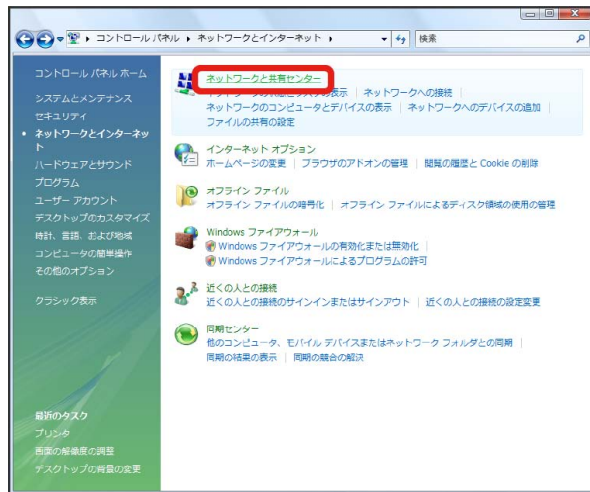 コントロール パネル ▸ ネットワークとインターネット ▸
検索
コントロール パネル ホーム
システムとメンテナンス
セキュリティ
• ネットワークとインターネッ
ト
ハードウェアとサウンド
プログラム
ユーザー アカウント
デスクトップのカスタマイズ
時計、言語、および地域
コンピュータの簡単操作
その他のオプション
クラシック表示
最近のタスク
プリンタ
画面の解像度の調整
デスクトップの背景の変更
ネットワークと共有センター
の表示 | ネットワークへの接続
ネットワークのコンピュータとデバイスの表示 | ネットワークへのデバイスの追加
ファイルの共有の設定
インターネット オプション
ホームページの変更 | ブラウザのアドオンの管理 | 閲覧の履歴と Cookie の削除
オフライン ファイル
オフライン ファイルの暗号化 | オフライン ファイルによるディスク領域の使用の管理
Windows ファイアウォール
Windows ファイアウォールの有効化または無効化
Windows ファイアウォールによるプログラムの許可
近くの人との接続
近くの人との接続のサインインまたはサインアウト | 近くの人との接続の設定変更
同期センター
他のコンピュータ、モバイル デバイスまたはネットワーク フォルダとの同期
同期の結果の表示 | 同期の競合の解決